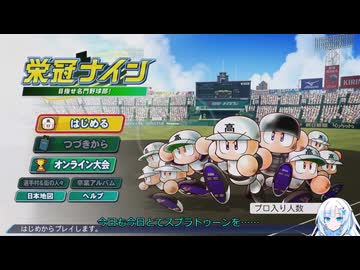 栄冠ナイン
目指せ名門野球部！
はじめる
つづきから
オンライン大会
選手村&街の人々
卒業アルバム
日本地図
ヘルプ
高
プロ入り人数
今日も今日とてスプラトゥーンを……
はじめからプレイします。